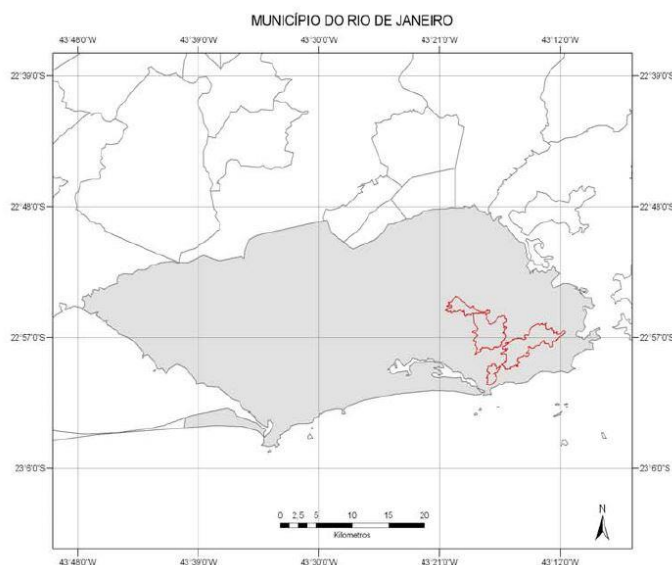 MUNICÍPIO DO RIO DE JANEIRO
43°48'0"W 43°39'0"W 43°30'0"W 43°21'0"W 43°12'0"W
22°39'0"S 22°39'0"S
22°48'0"S 22°48'0"S
22°57'0"S 22°57'0"S
23°6'0"S 23°6'0"S
N
0 2,5 5 10 15 20
Kilometros
43°48'0"W 43°39'0"W 43°30'0"W 43°21'0"W 43°12'0"W